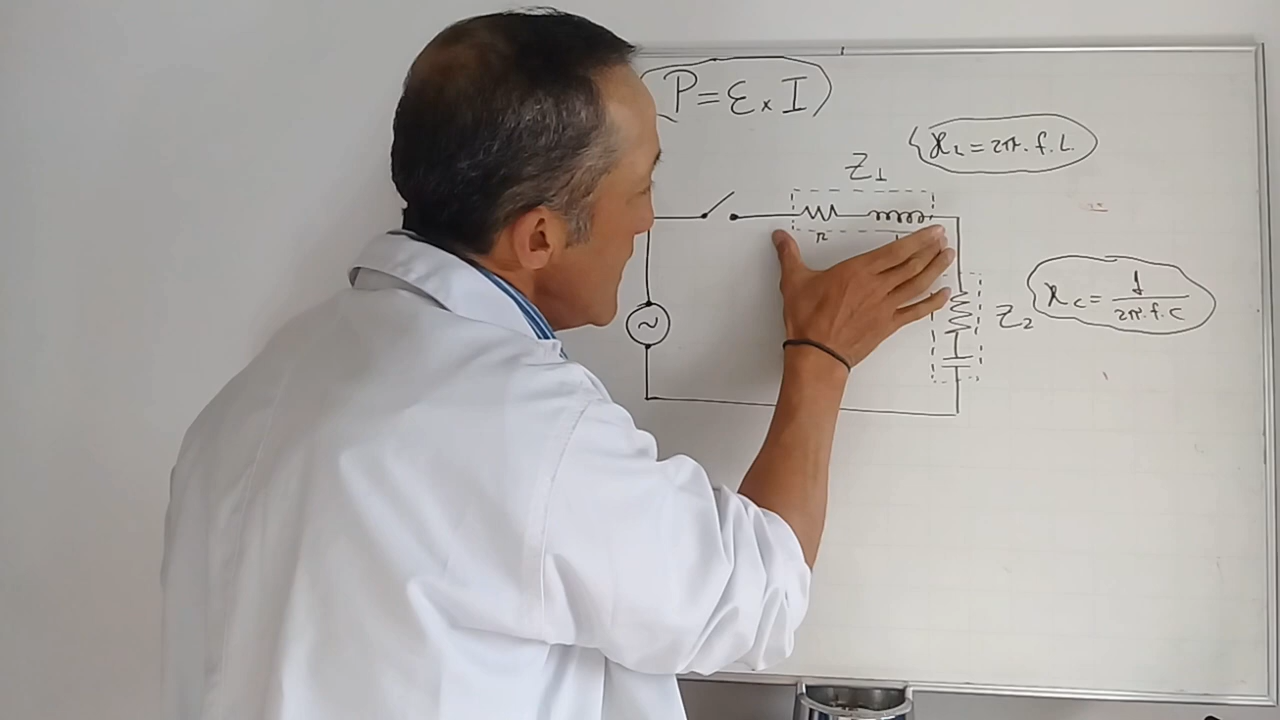 P = E x I
Z1
XL = 2π. f. L.
R
Z2
XC = 1 / 2π. f. C